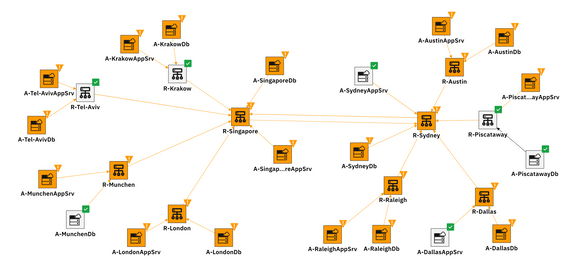 A-AustinAppSrv
A-KrakowDb
A-AustinDb
A-KrakowAppSrv
A-SingaporeDb
R-Austin
R-Krakow
A-SydneyAppSrv
A-Tel-AvivAppSrv
A-Piscat...ayAppSrv
R-Tel-Aviv
R-Singapore
R-Sydney
R-Piscataway
A-Tel-AvivDb
A-SydneyDb
A-Singap...reAppSrv
A-PiscatawayDb
R-Munchen
A-MunchenAppSrv
R-Raleigh
R-Dallas
R-London
A-MunchenDb
A-LondonAppSrv
A-LondonDb
A-RaleighAppSrv
A-RaleighDb
A-DallasAppSrv
A-DallasDb